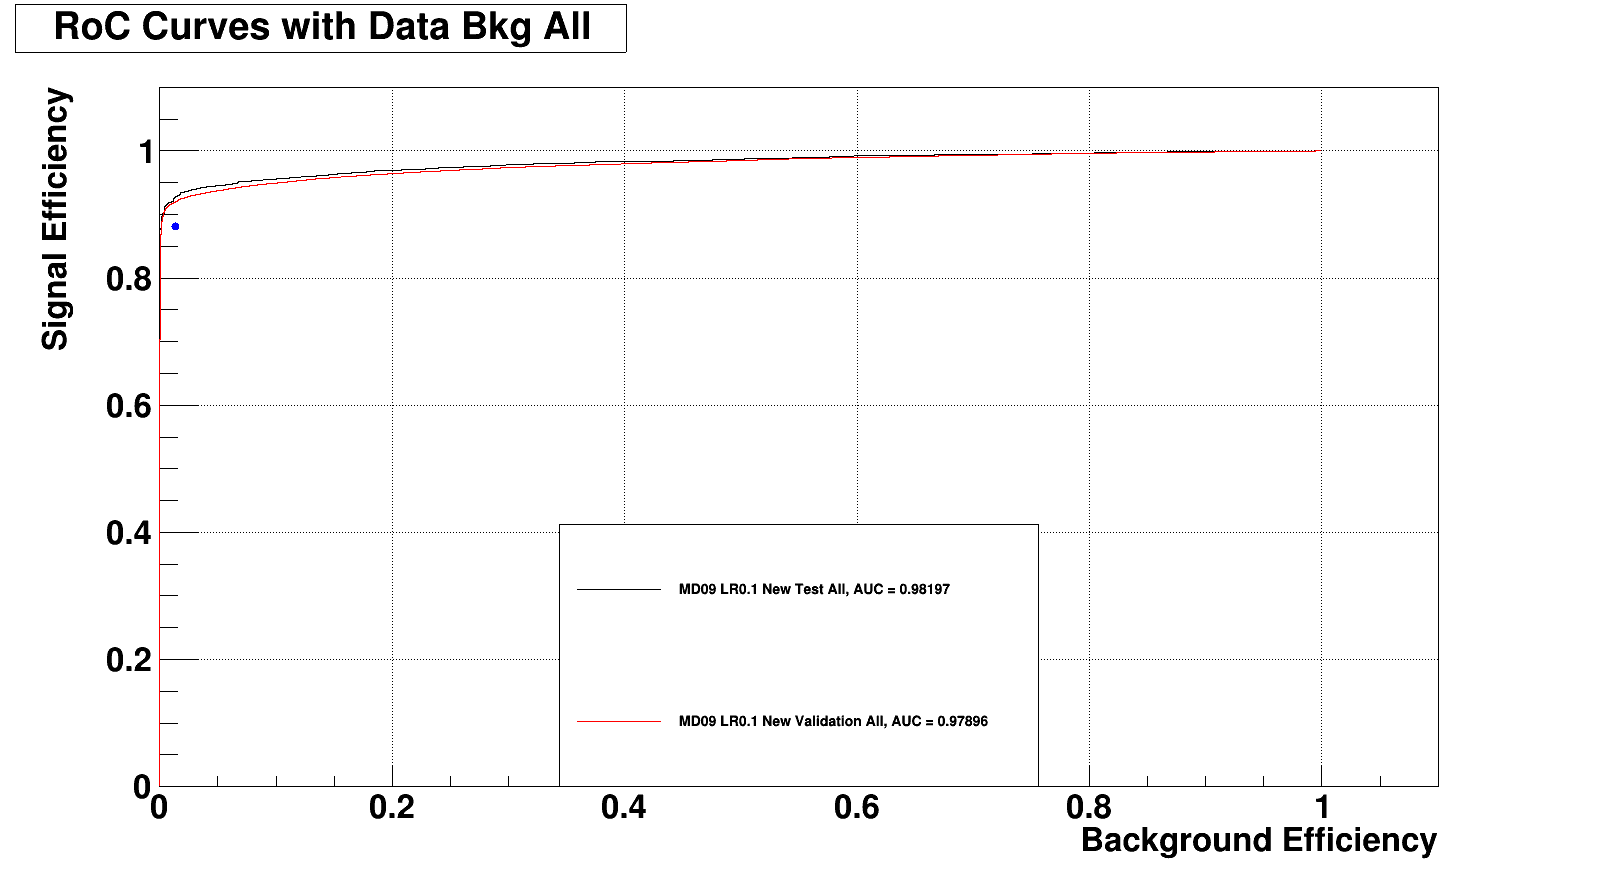 RoC Curves with Data Bkg All
Signal Efficiency
1
0.8
0.6
0.4
0.2
0
MD09 LR0.1 New Test All, AUC = 0.98197
MD09 LR0.1 New Validation All, AUC = 0.97896
0 0.2 0.4 0.6 0.8 1
Background Efficiency